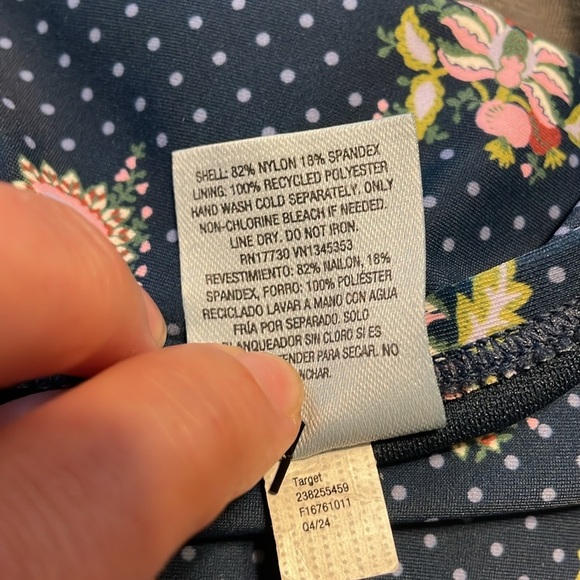 SHELL: 82% NYLON 18% SPANDEX
LINING: 100% RECYCLED POLYESTER
HAND WASH COLD SEPARATELY, ONLY
NON-CHLORINE BLEACH IF NEEDED.
LINE DRY. DO NOT IRON.
RN17730 VN1345353
REVESTIMIENTO: 82% NAILON, 18%
SPANDEX, FORRO: 100% POLIÉSTER
RECICLADO LAVAR A MANO CON AGUA
FRÍA POR SEPARADO. SOLO
BLANQUEADOR SIN CLORO SI ES
TENDER PARA SECAR. NO
Target
238255459
F16761011
Q4/24